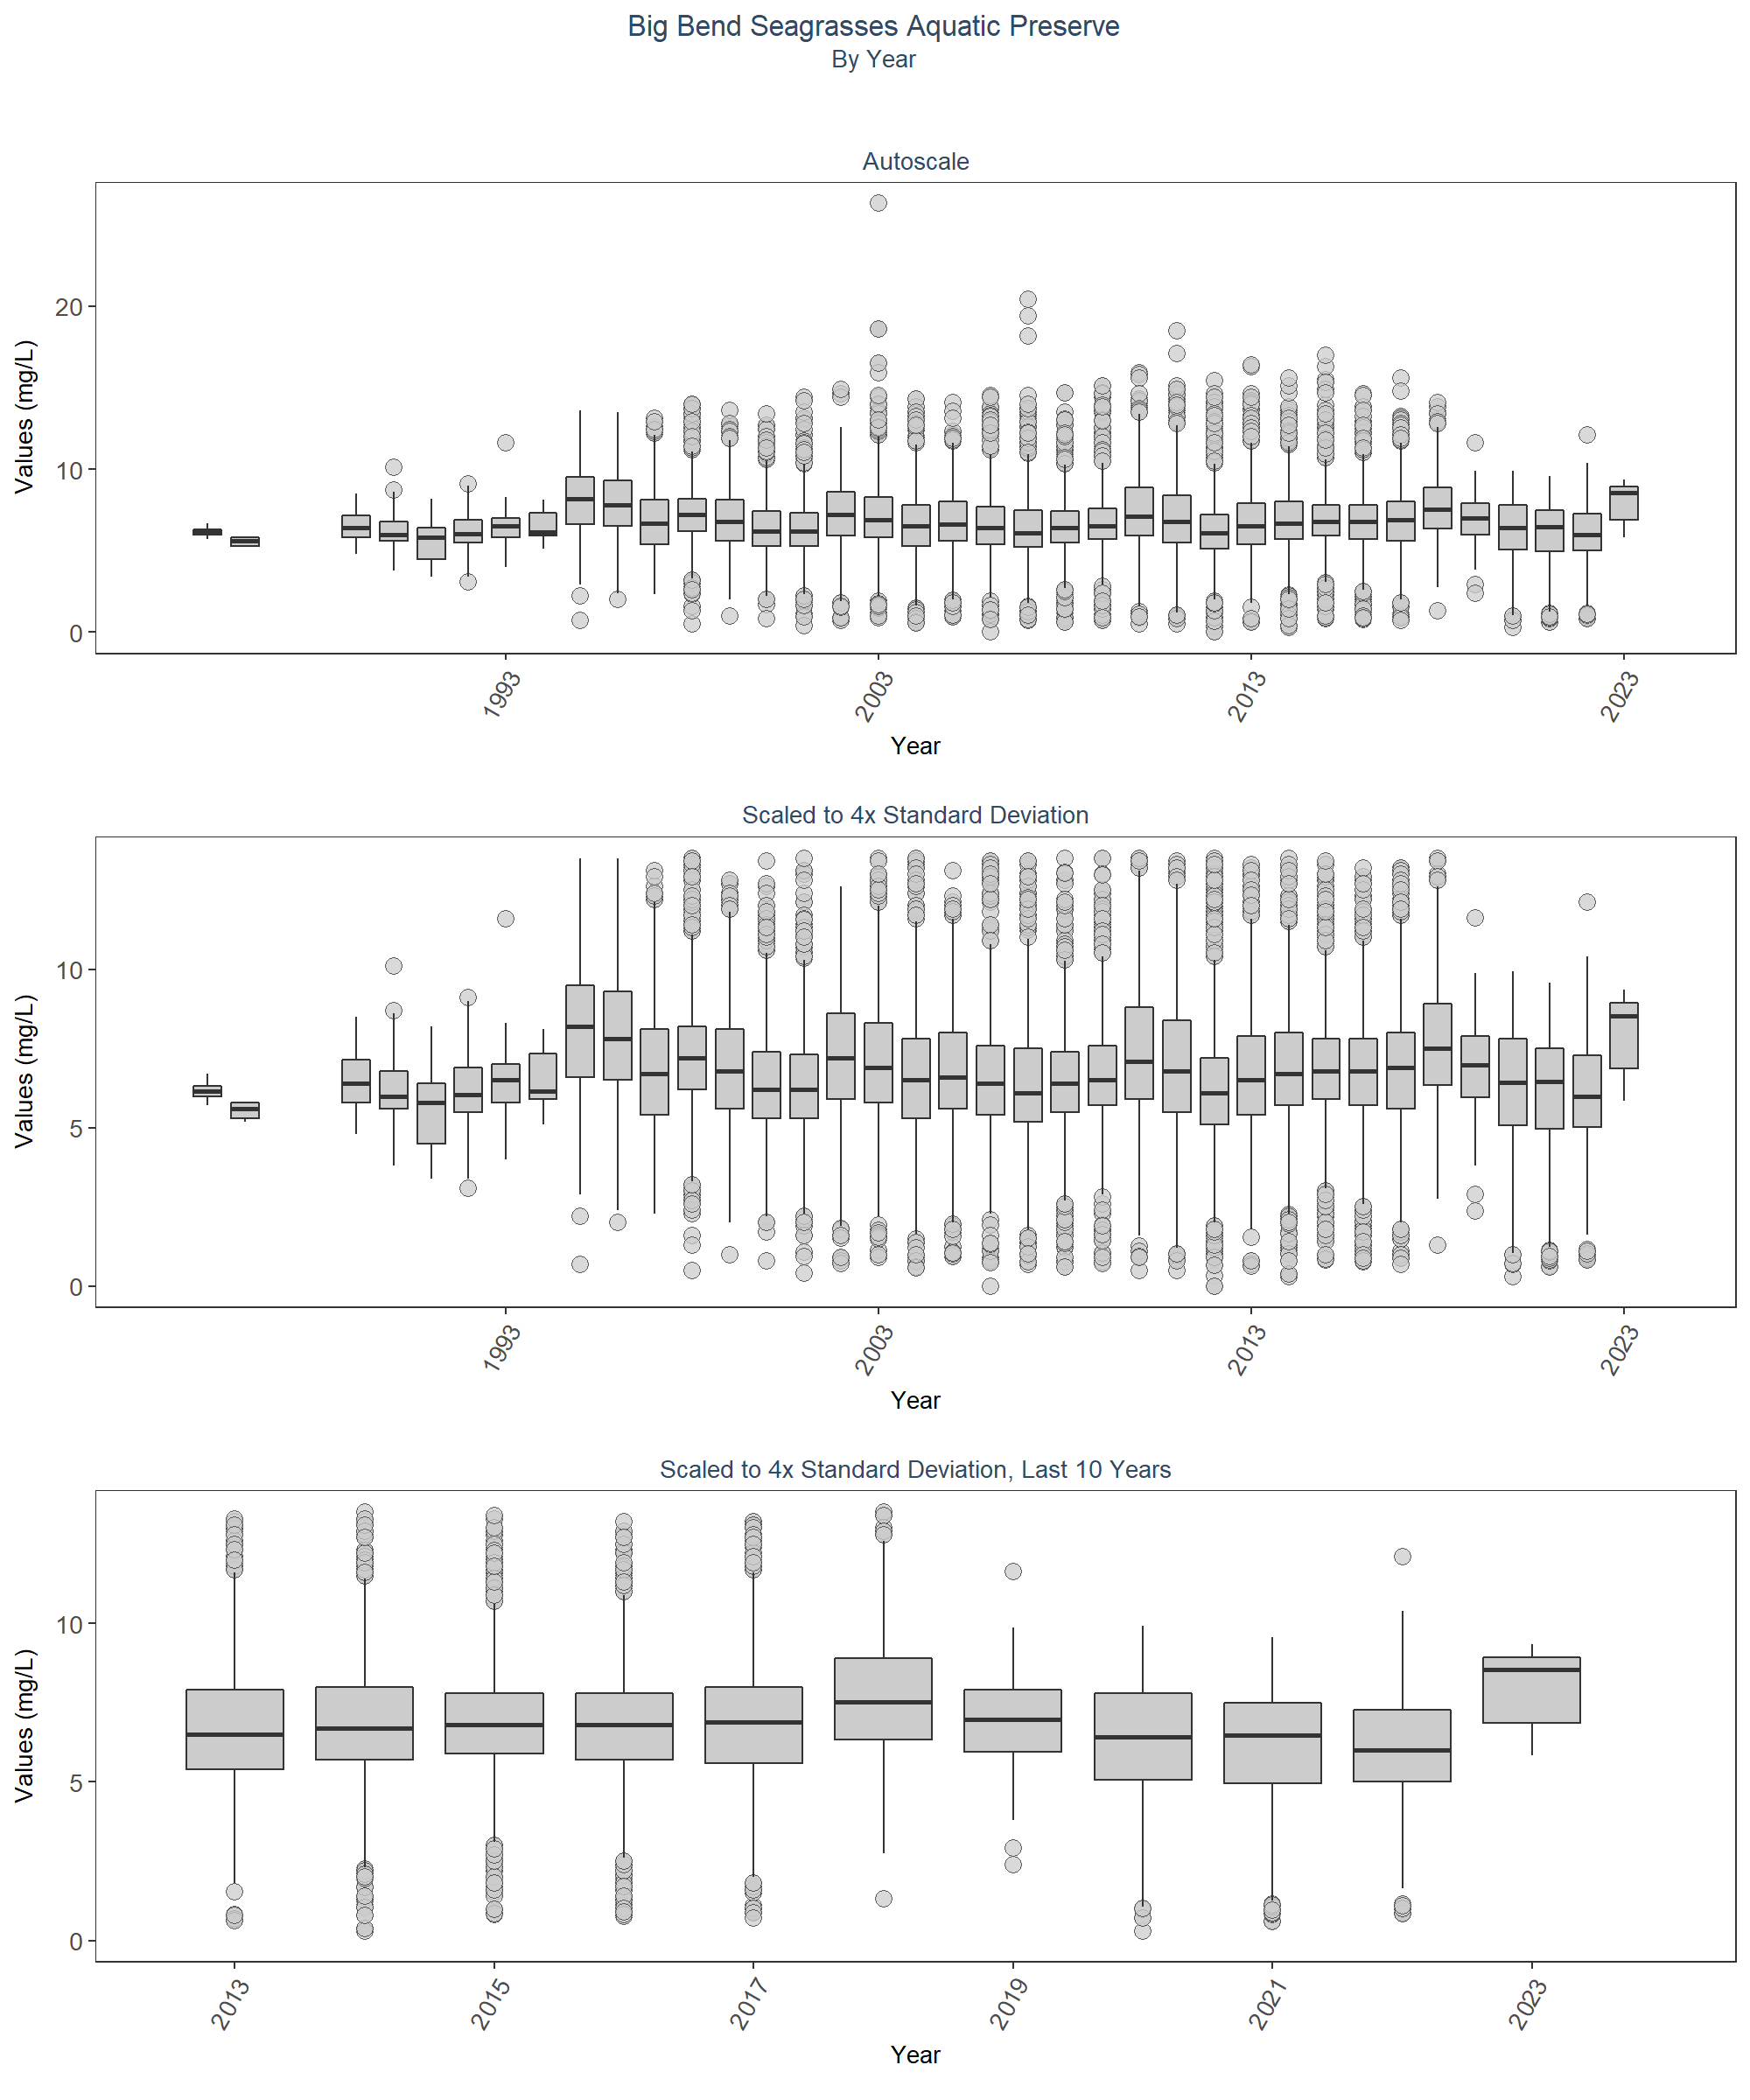 Big Bend Seagrasses Aquatic Preserve
By Year
Autoscale
Values (mg/L)
20
10
0
1993 2003 2013 2023
Year
Scaled to 4x Standard Deviation
Values (mg/L)
10
5
0
1993 2003 2013 2023
Year
Scaled to 4x Standard Deviation, Last 10 Years
Values (mg/L)
10
5
0
2013 2015 2017 2019 2021 2023
Year